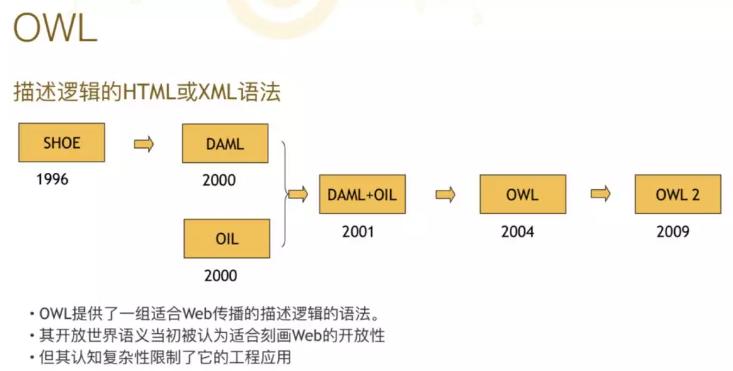 OWL
描述逻辑的HTML或XML语法
SHOE
1996
DAML
2000
OIL
2000
DAML+OIL
2001
OWL
2004
OWL 2
2009
• OWL提供了一组适合Web传播的描述逻辑的语法。
• 其开放世界语义当初被认为适合刻画Web的开放性
• 但其认知复杂性限制了它的工程应用